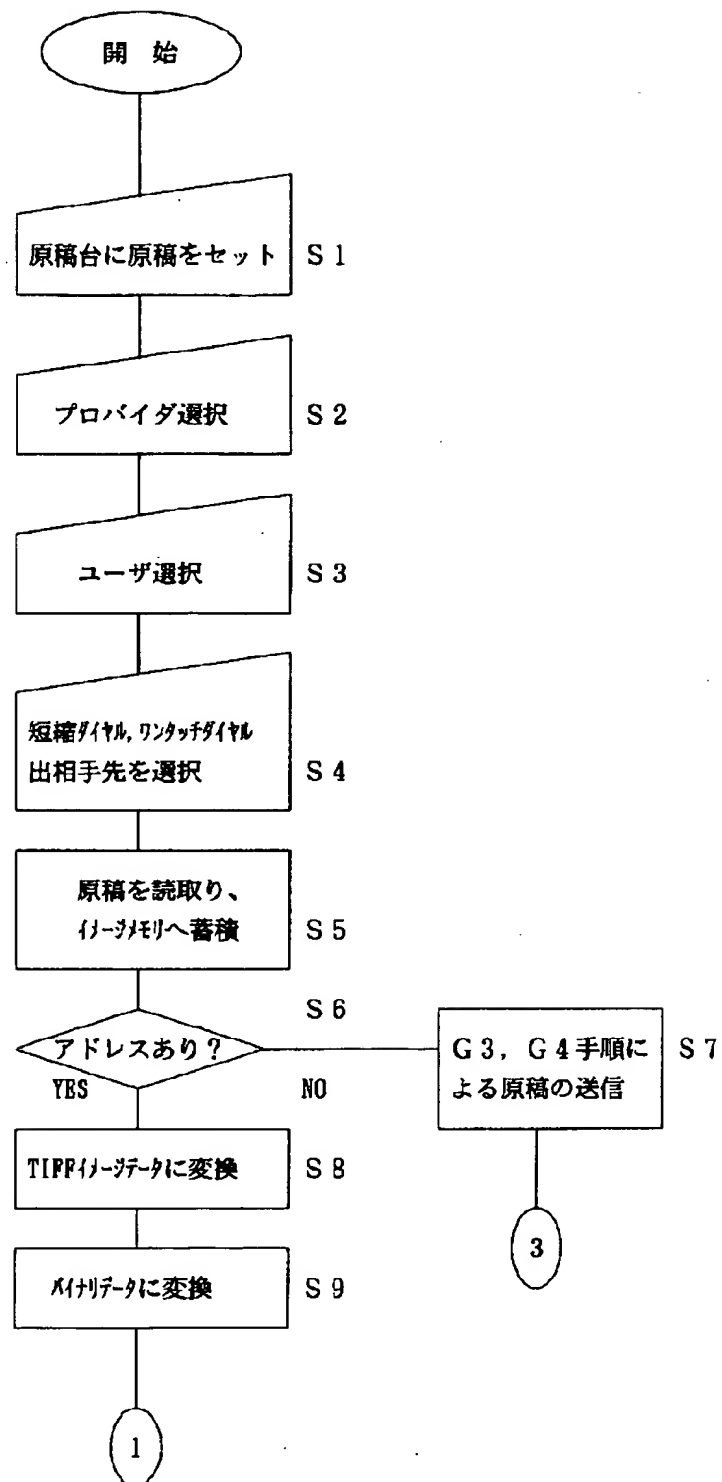 開 始
原稿台に原稿をセット S1
プロバイダ選択 S2
ユーザ選択 S3
短縮ダイヤル,ワンタッチダイヤル
出相手先を選択 S4
原稿を読取り、
イメージメモリへ蓄積 S5
S6
アドレスあり?
YES NO
G3,G4手順に S7
よる原稿の送信
TIFFイメージデータに変換 S8
3
バイナリデータに変換 S9
1